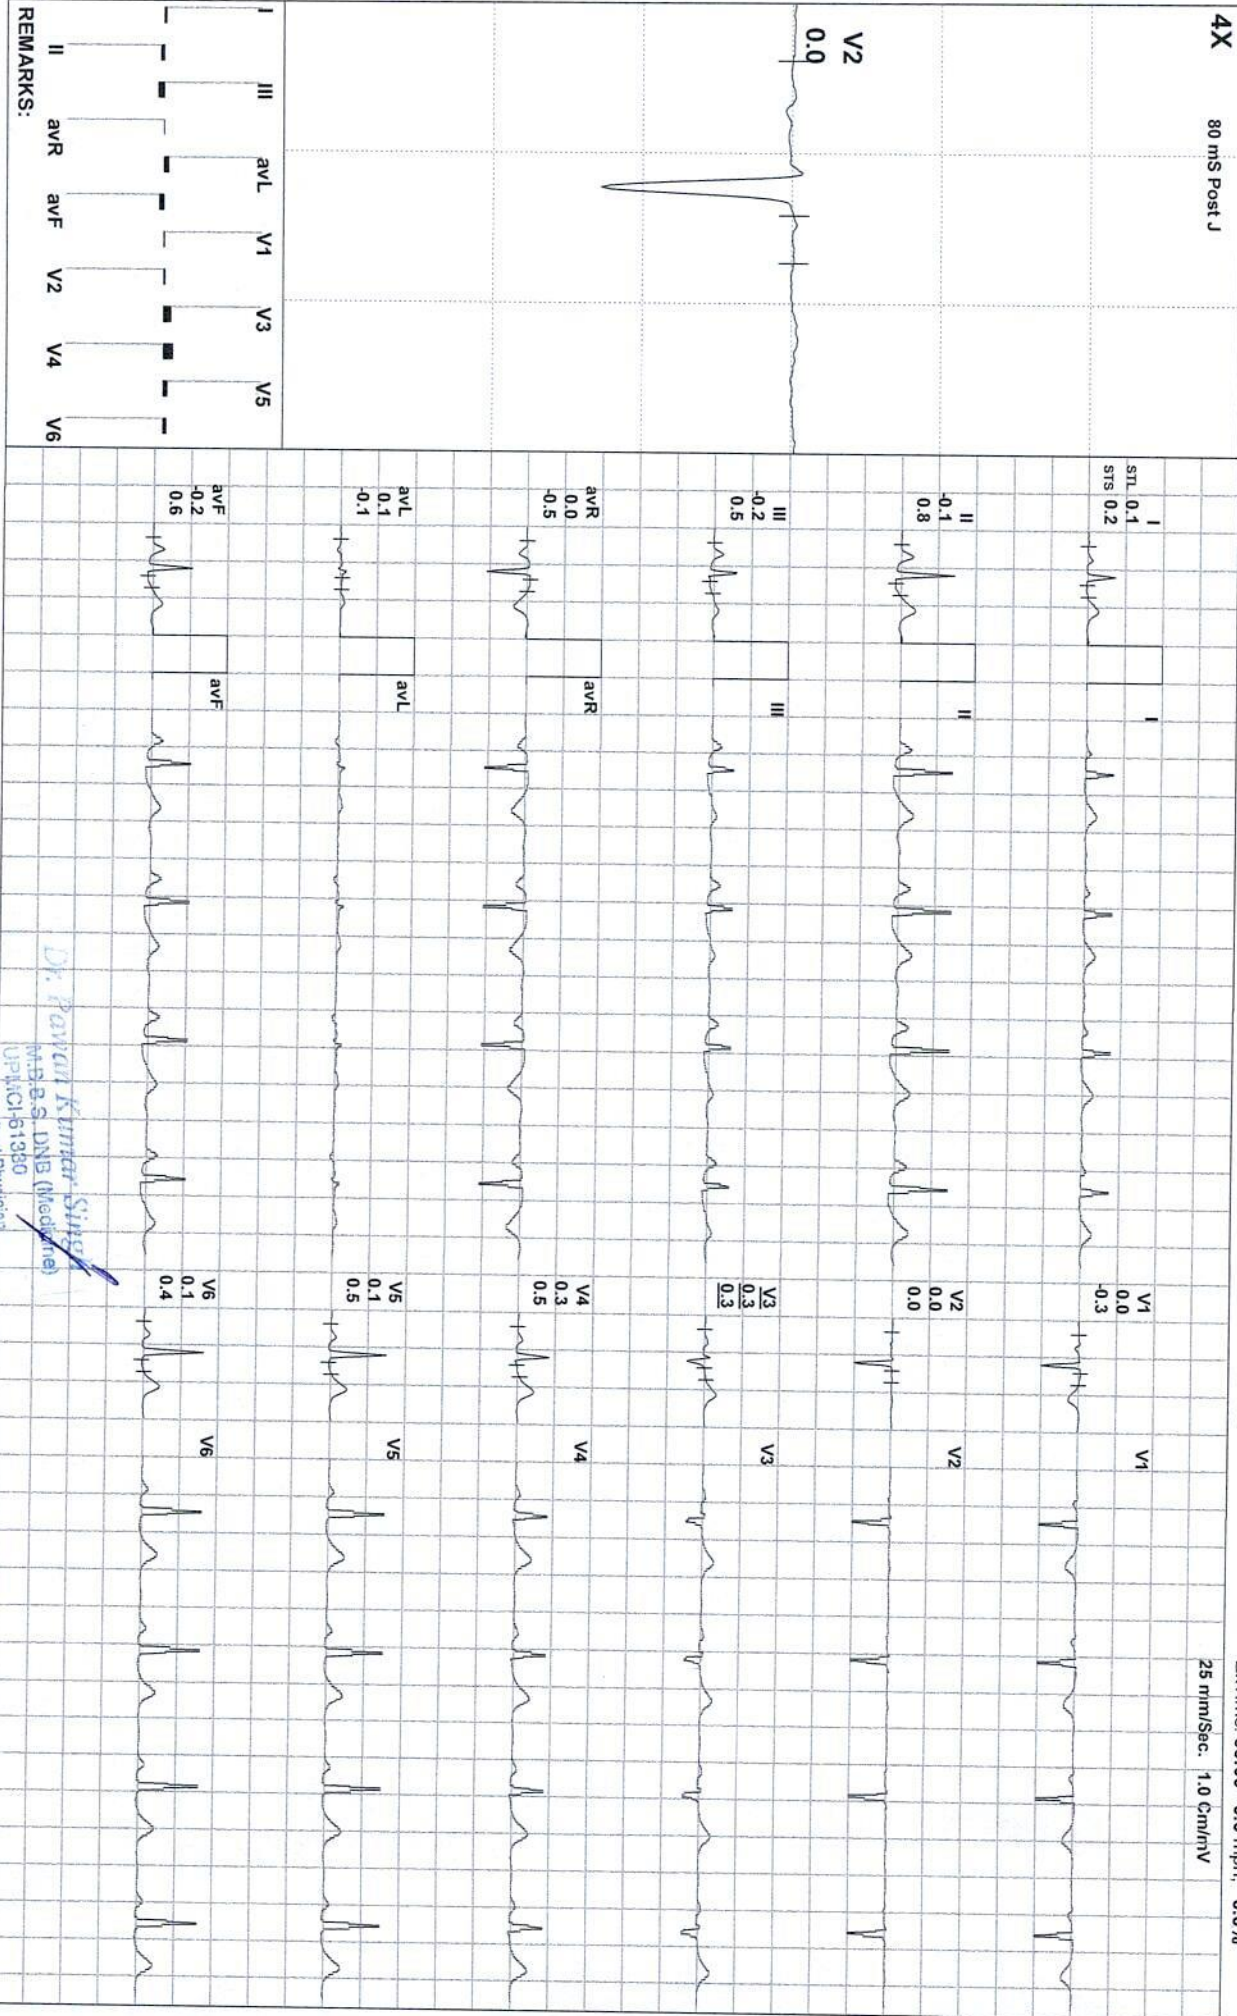 4X
80 mS Post J
25 mm/Sec. 1.0 Cm/mV
V2
0.0
I
STL 0.1
STS 0.2
I
V1
0.0
-0.3
V1
II
-0.1
0.8
II
V2
0.0
0.0
V2
III
-0.2
0.5
III
V3
0.3
0.3
V3
avR
0.0
-0.5
avR
V4
0.3
0.5
V4
avL
0.1
-0.1
avL
V5
0.1
0.5
V5
avF
-0.2
0.6
avF
V6
0.1
0.4
V6
I III avL V1 V3 V5
II avR avF V2 V4 V6
REMARKS:
Dr. Pawan Kumar Singh
M.B.B.S. DNB (Medicine)
UPMCI-61330